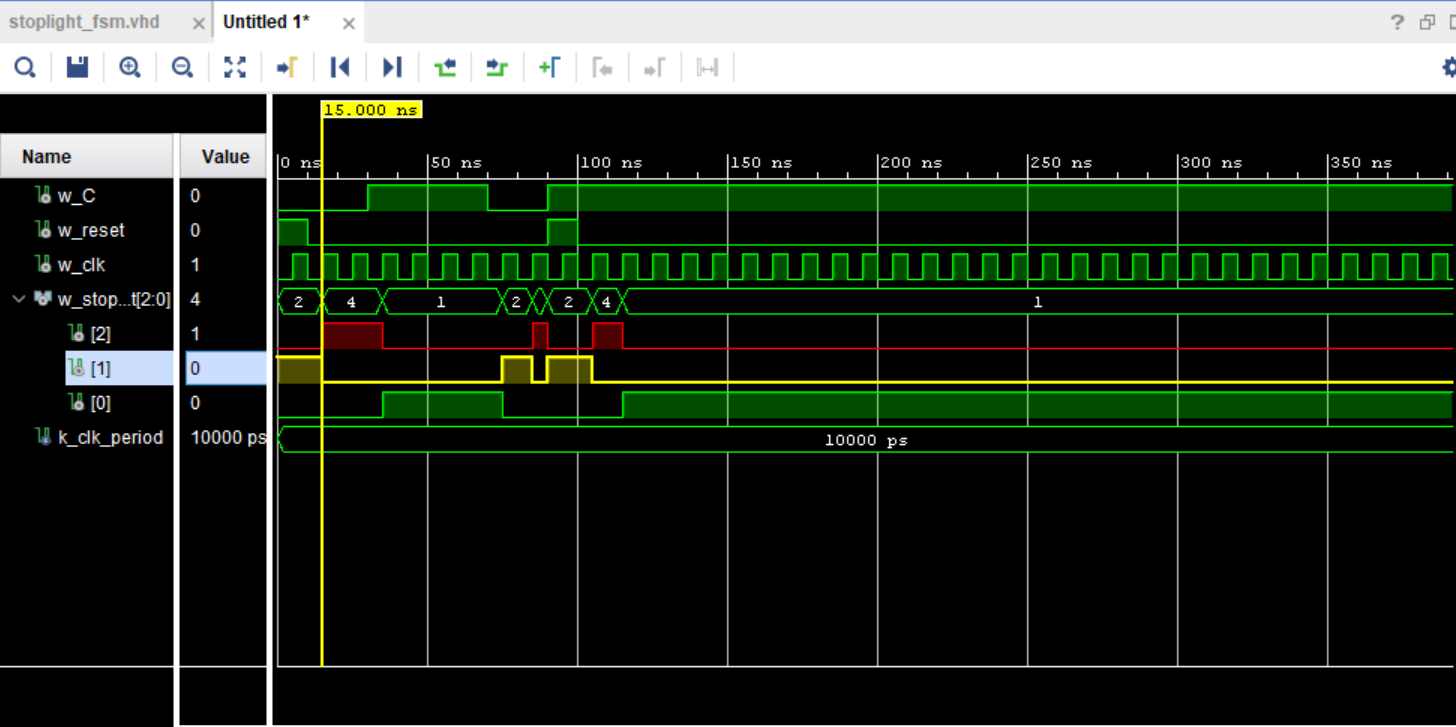 stoplight_fsm.vhd × Untitled 1* × ?
15.000 ns
Name Value
0 ns 50 ns 100 ns 150 ns 200 ns 250 ns 300 ns 350 ns
w_C 0
w_reset 0
w_clk 1
w_stop...t[2:0] 4 2 4 1 2 2 4 1
[2] 1
[1] 0
[0] 0
k_clk_period 10000 ps 10000 ps